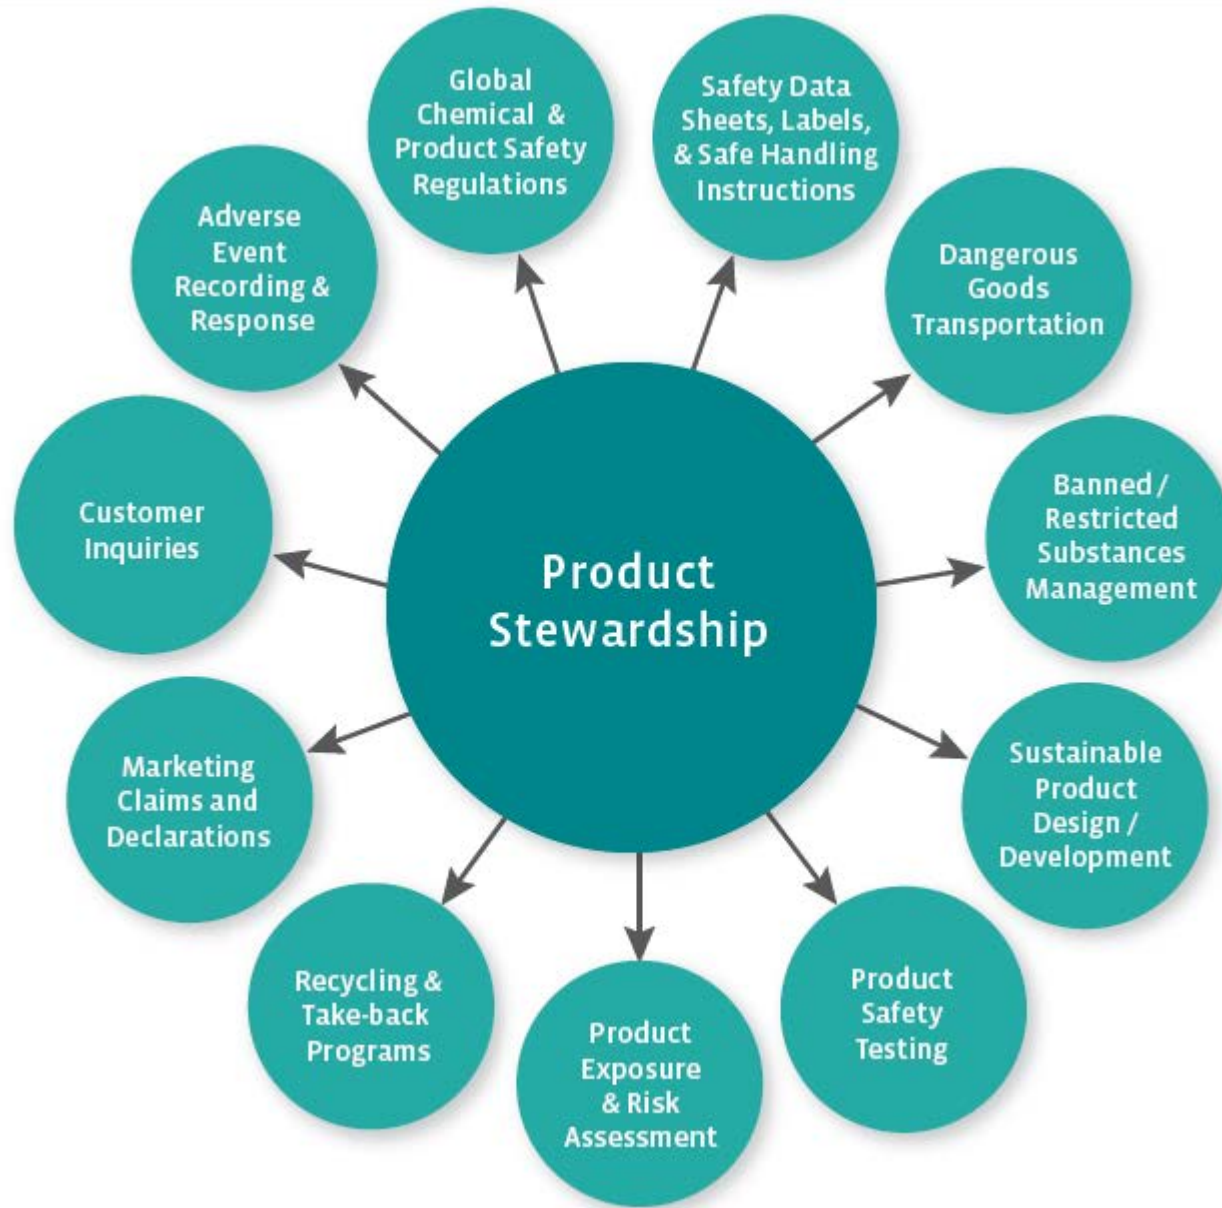 Global
Chemical &
Product Safety
Regulations
Safety Data
Sheets, Labels,
& Safe Handling
Instructions
Dangerous
Goods
Transportation
Banned /
Restricted
Substances
Management
Sustainable
Product
Design /
Development
Product
Safety
Testing
Product
Exposure
& Risk
Assessment
Recycling &
Take-back
Programs
Marketing
Claims and
Declarations
Customer
Inquiries
Adverse
Event
Recording &
Response
Product
Stewardship